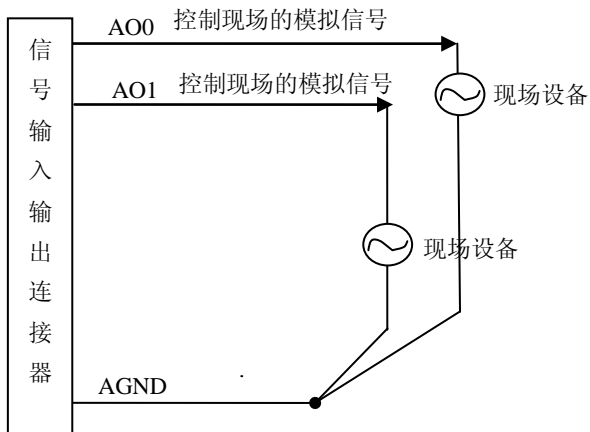 AO0 控制现场的模拟信号
AO1 控制现场的模拟信号
现场设备
现场设备
信号输入输出连接器
AGND